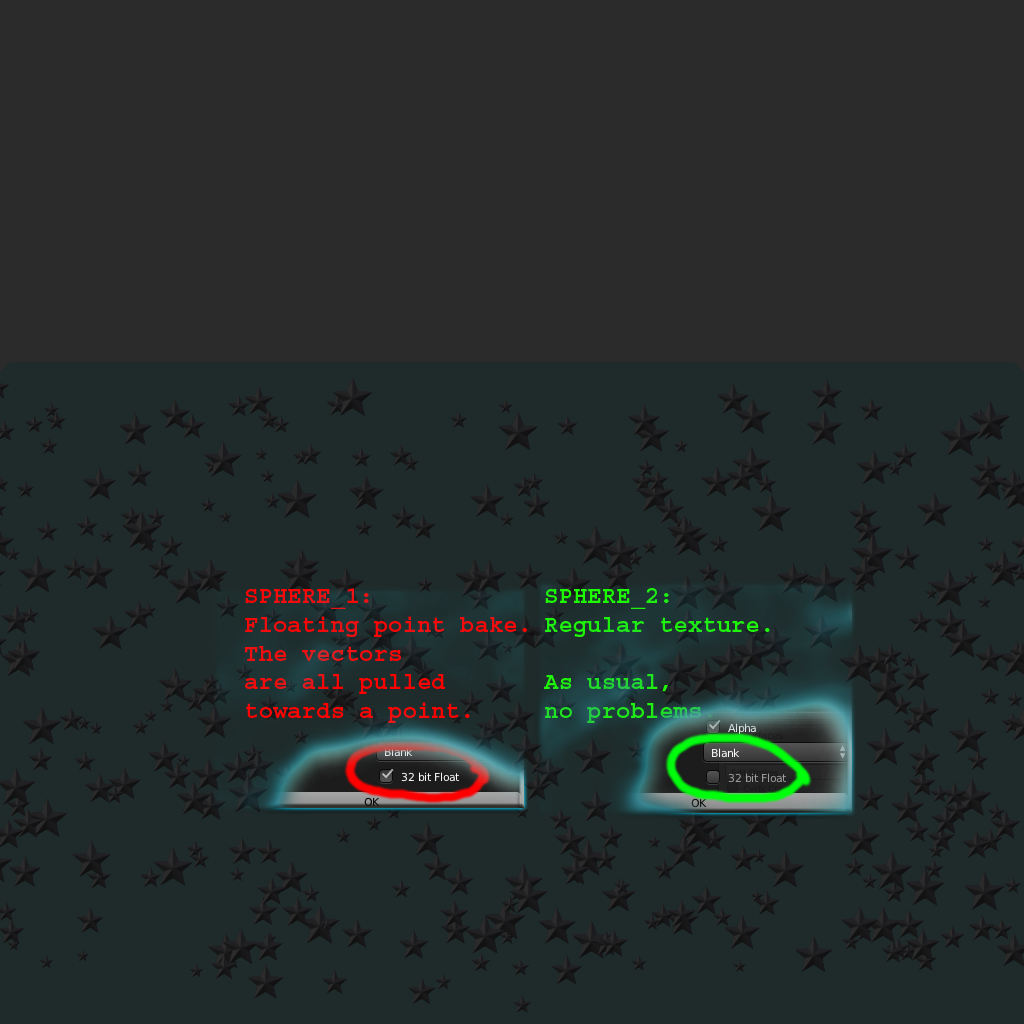 SPHERE_1:
Floating point bake.
The vectors
are all pulled
towards a point.
Blank
32 bit Float
OK
SPHERE_2:
Regular texture.
As usual,
no problems
Alpha
Blank
32 bit Float
OK